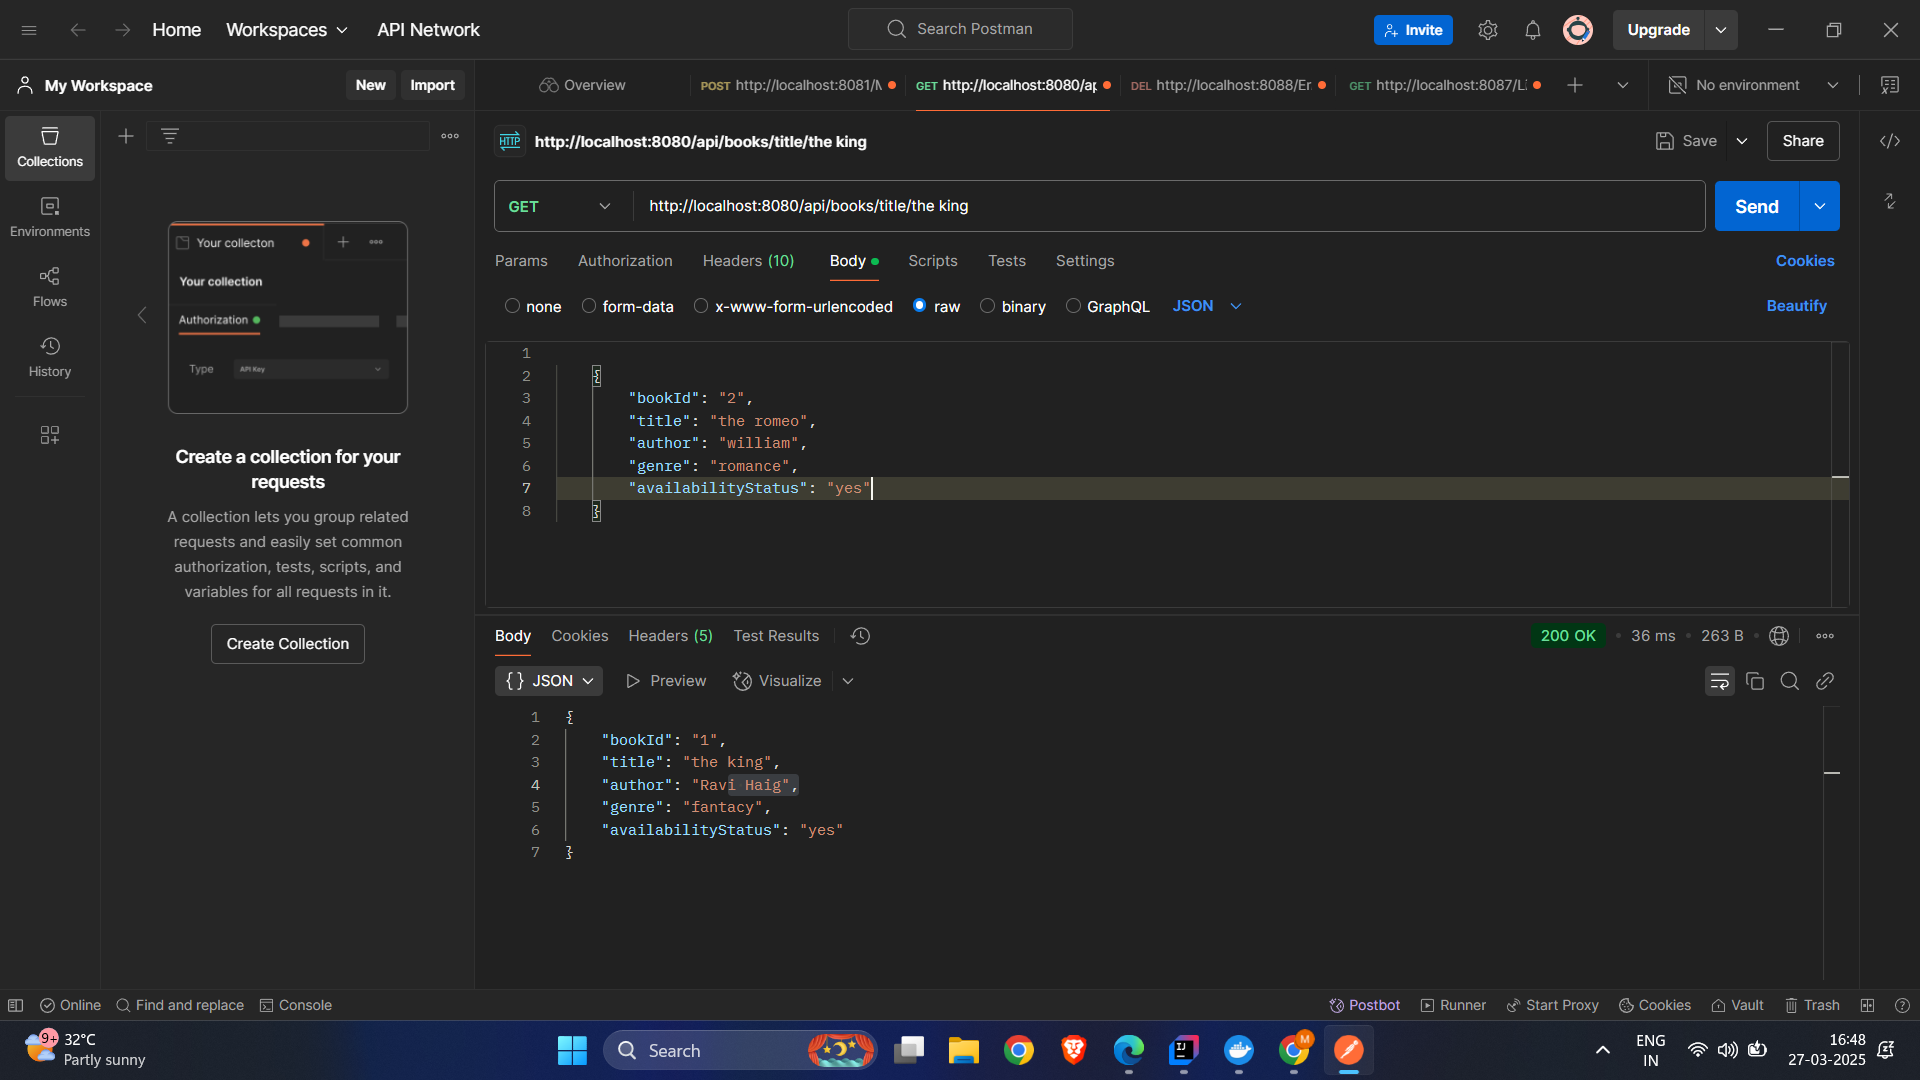 Home Workspaces API Network Search Postman Invite Upgrade
My Workspace New Import Overview POST http://localhost:8081/ GET http://localhost:8080/ap DEL http://localhost:8088/Er GET http://localhost:8087/Li No environment
Collections
Environments
Flows
History
Your collecton
Your collection
Authorization
Type API Key
Create a collection for your
requests
A collection lets you group related
requests and easily set common
authorization, tests, scripts, and
variables for all requests in it.
Create Collection
HTTP http://localhost:8080/api/books/title/the king Save Share
GET http://localhost:8080/api/books/title/the king Send
Params Authorization Headers (10) Body Scripts Tests Settings Cookies
none form-data x-www-form-urlencoded raw binary GraphQL JSON Beautify
1
2 {
3 "bookId": "2",
4 "title": "the romeo",
5 "author": "william",
6 "genre": "romance",
7 "availabilityStatus": "yes"
8 }
Body Cookies Headers (5) Test Results 200 OK 36 ms 263 B
{} JSON Preview Visualize
1 {
2 "bookId": "1",
3 "title": "the king",
4 "author": "Ravi Haig",
5 "genre": "fantacy",
6 "availabilityStatus": "yes"
7 }
Online Find and replace Console Postbot Runner Start Proxy Cookies Vault Trash
9+ 32°C
Partly sunny
Search
IJ
M
ENG
IN
16:48
27-03-2025